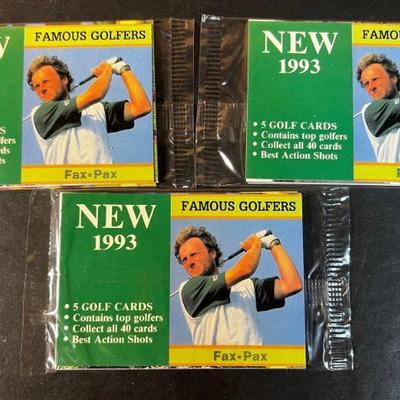 NEW
FAMOUS GOLFERS
Fax-Pax
NEW
1993
• 5 GOLF CARDS
• Contains top golfers
• Collect all 40 cards
• Best Action Shots
FAMOUS GOLFERS
NEW
1993
• 5 GOLF CARDS
• Contains top golfers
• Collect all 40 cards
• Best Action Shots
Fax-Pax